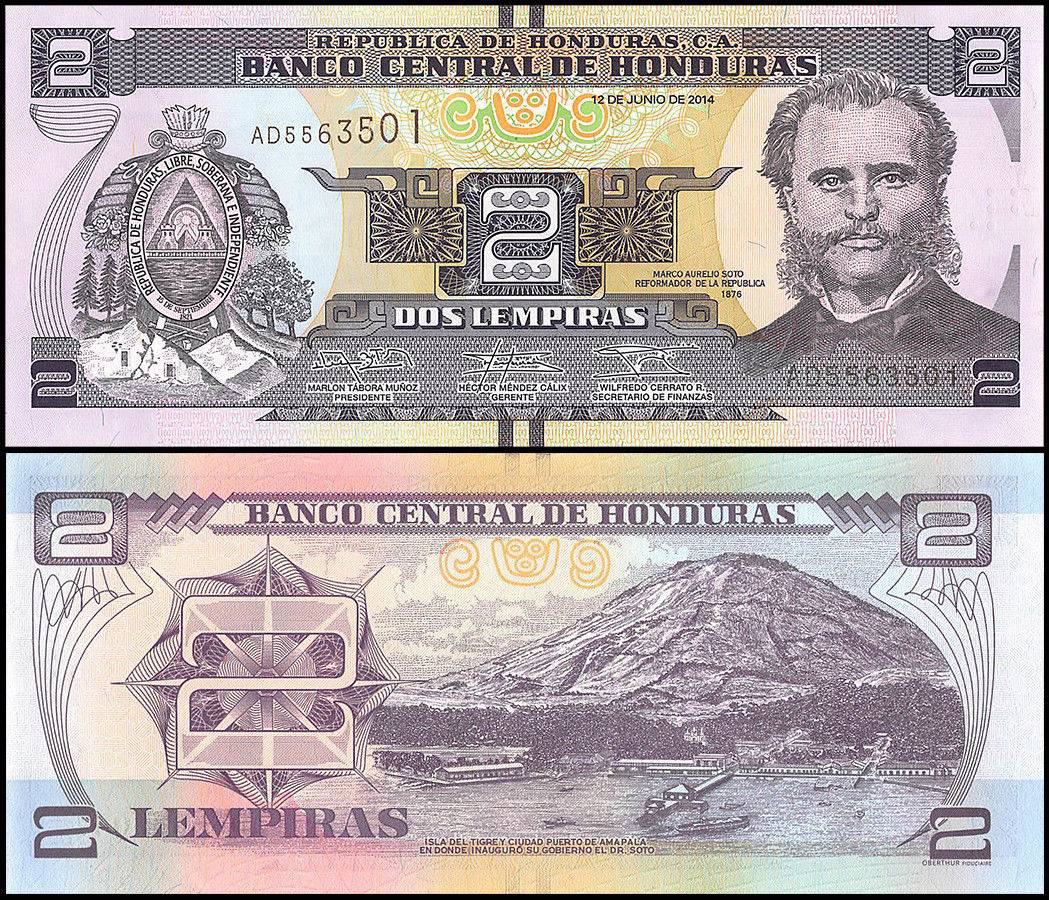 2 REPUBLICA DE HONDURAS, C.A. 2
BANCO CENTRAL DE HONDURAS
12 DE JUNIO DE 2014
AD5563501
REPUBLICA DE HONDURAS, LIBRE, SOBERANA E INDEPENDIENTE
15 DE SEPTIEMBRE
1821
2
MARCO AURELIO SOTO
REFORMADOR DE LA REPUBLICA
1876
DOS LEMPIRAS
MARLON TÁBORA MUÑOZ
PRESIDENTE
HÉCTOR MÉNDEZ CÁLIX
GERENTE
WILFREDO CERRATO R.
SECRETARIO DE FINANZAS
AD5563501
2 2
2 BANCO CENTRAL DE HONDURAS 2
2
2 LEMPIRAS 2
ISLA DEL TIGRE Y CIUDAD PUERTO DE AMAPALA
EN DONDE INAUGURÓ SU GOBIERNO EL DR. SOTO
OBERTHUR FIDUCIAIRE